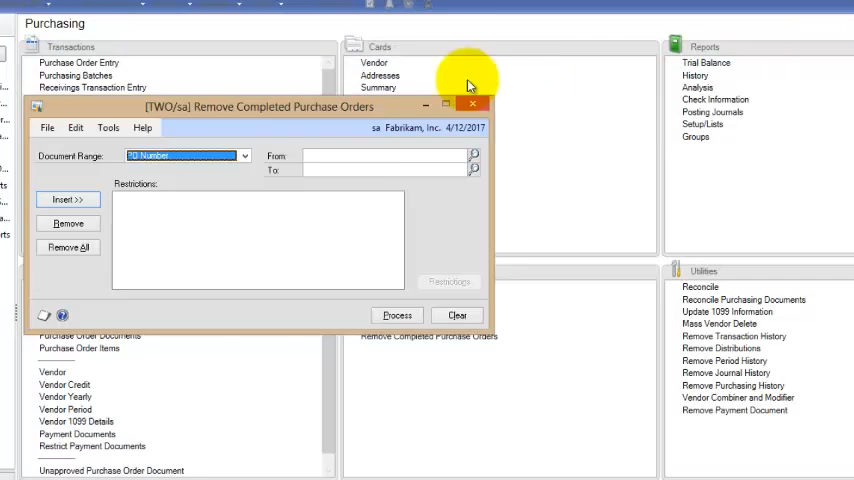 Purchasing
Transactions
Purchase Order Entry
Purchasing Batches
Receivings Transaction Entry
Cards
Vendor
Addresses
Summary
Reports
Trial Balance
History
Analysis
Check Information
Posting Journals
Setup/Lists
Groups
[TWO/sa] Remove Completed Purchase Orders
File Edit Tools Help
sa Fabrikam, Inc. 4/12/2017
Document Range: PO Number From:
To:
Restrictions:
Insert >>
Remove
Remove All
Restrictions
Process Clear
Purchase Order Documents
Purchase Order Items
Vendor
Vendor Credit
Vendor Yearly
Vendor Period
Vendor 1099 Details
Payment Documents
Restrict Payment Documents
Unapproved Purchase Order Document
Remove Completed Purchase Orders
Utilities
Reconcile
Reconcile Purchasing Documents
Update 1099 Information
Mass Vendor Delete
Remove Transaction History
Remove Distributions
Remove Period History
Remove Journal History
Remove Purchasing History
Vendor Combiner and Modifier
Remove Payment Document